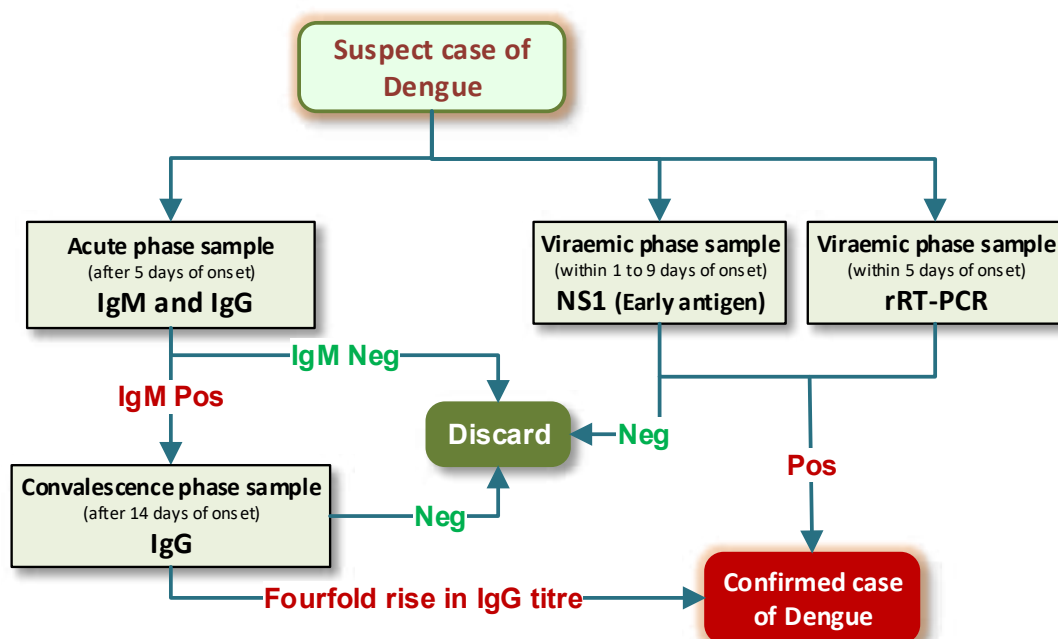 Suspect case of
Dengue
Acute phase sample
(after 5 days of onset)
IgM and IgG
Viraemic phase sample
(within 1 to 9 days of onset)
NS1 (Early antigen)
Viraemic phase sample
(within 5 days of onset)
rRT-PCR
IgM Neg
IgM Pos
Discard
Neg
Pos
Convalescence phase sample
(after 14 days of onset)
IgG
Neg
Fourfold rise in IgG titre
Confirmed case
of Dengue